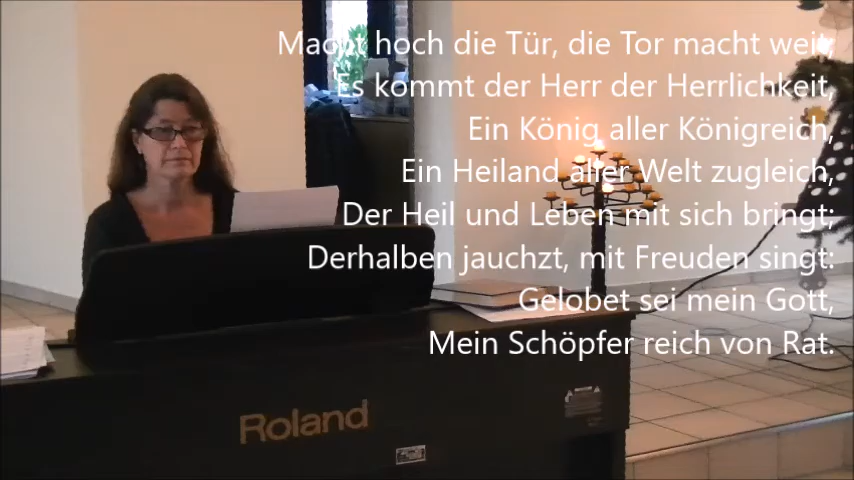 Macht hoch die Tür, die Tor macht weit;
Es kommt der Herr der Herrlichkeit,
Ein König aller Königreich,
Ein Heiland aller Welt zugleich,
Der Heil und Leben mit sich bringt;
Derhalben jauchzt, mit Freuden singt:
Gelobet sei mein Gott,
Mein Schöpfer reich von Rat.
Roland